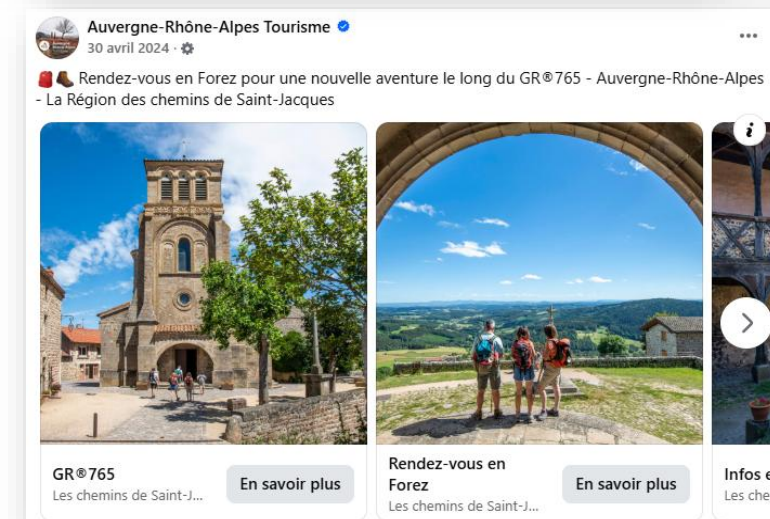 Auvergne-Rhône-Alpes Tourisme
30 avril 2024 ·
Rendez-vous en Forez pour une nouvelle aventure le long du GR®765 - Auvergne-Rhône-Alpes
- La Région des chemins de Saint-Jacques
i
GR®765
Les chemins de Saint-J...
En savoir plus
Rendez-vous en
Forez
Les chemins de Saint-J...
En savoir plus
Infos e
Les che